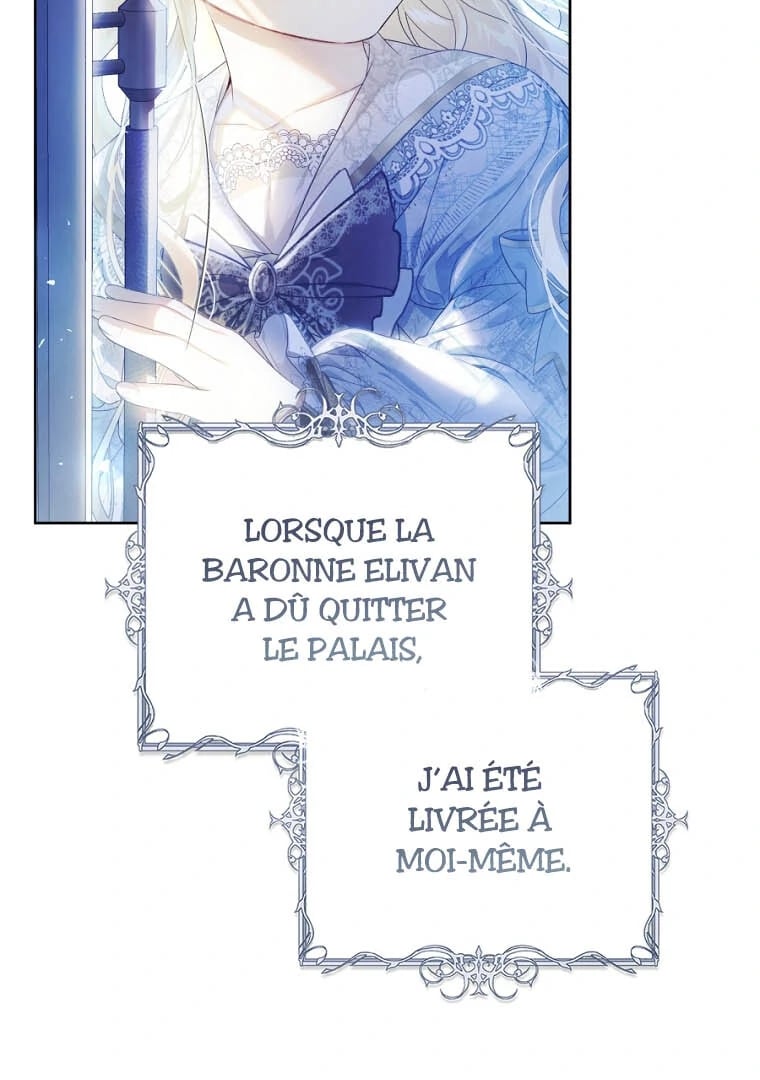 LORSQUE LA
BARONNE ELIVAN
A DÛ QUITTER
LE PALAIS,
J'AI ÉTÉ
LIVRÉE À
MOI-MÊME.